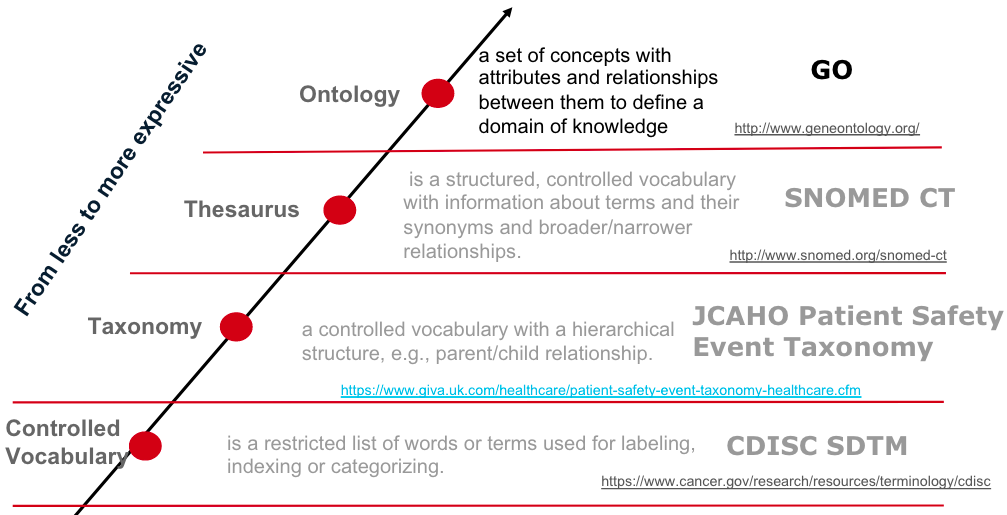 From less to more expressive
Ontology
a set of concepts with
attributes and relationships
between them to define a
domain of knowledge
GO
http://www.geneontology.org/
Thesaurus
is a structured, controlled vocabulary
with information about terms and their
synonyms and broader/narrower
relationships.
SNOMED CT
http://www.snomed.org/snomed-ct
Taxonomy
a controlled vocabulary with a hierarchical
structure, e.g., parent/child relationship.
JCAHO Patient Safety
Event Taxonomy
https://www.qiva.uk.com/healthcare/patient-safety-event-taxonomy-healthcare.cfm
Controlled
Vocabulary
is a restricted list of words or terms used for labeling,
indexing or categorizing.
CDISC SDTM
https://www.cancer.gov/research/resources/terminology/cdisc